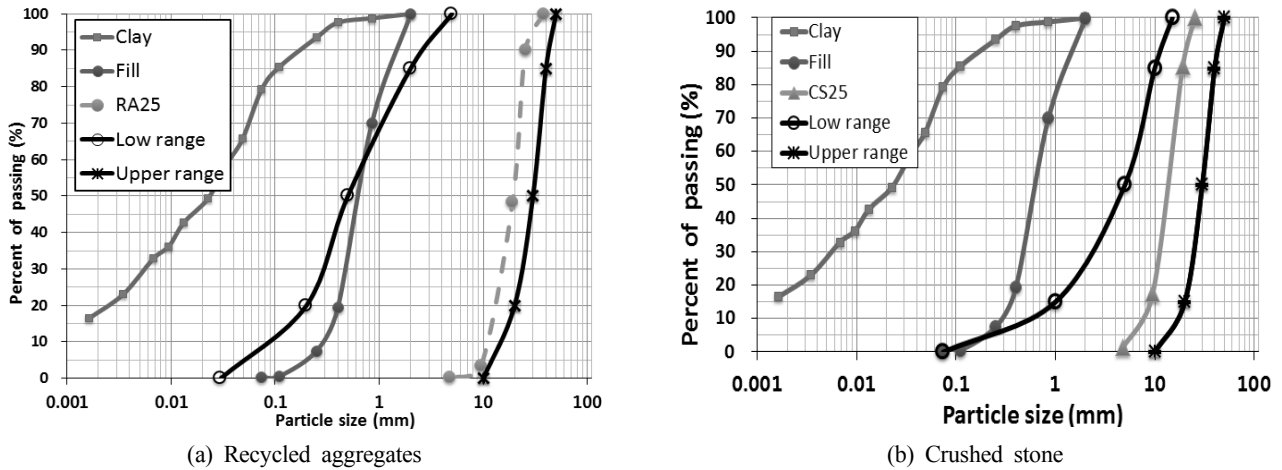 100
90
80
70
60
50
40
30
20
10
0
Percent of passing (%)
Clay
Fill
RA25
Low range
Upper range
0.001 0.01 0.1 1 10 100
Particle size (mm)
(a) Recycled aggregates
100
90
80
70
60
50
40
30
20
10
0
Percent of passing (%)
Clay
Fill
CS25
Low range
Upper range
0.001 0.01 0.1 1 10 100
Particle size (mm)
(b) Crushed stone